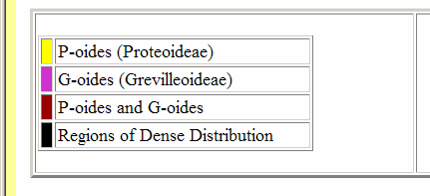 P-oides (Proteoideae)
G-oides (Grevilleoideae)
P-oides and G-oides
Regions of Dense Distribution